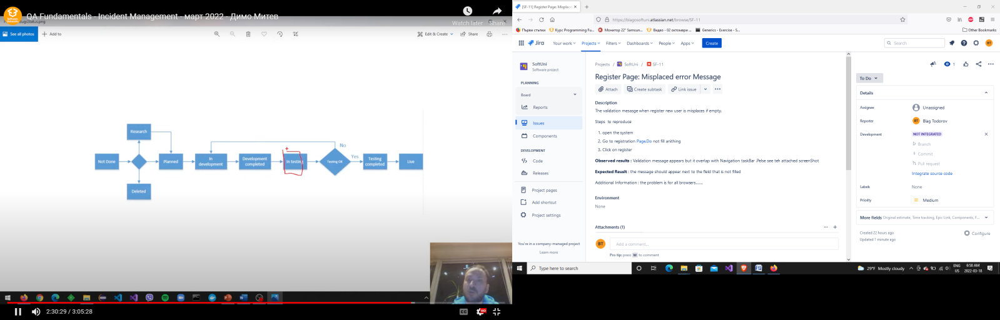 QA Fundamentals - Incident Management - март 2022 - Димо Митев
Watch later
Share
See all photos
Add to
Edit & Create
Share
Research
Not Done
Planned
In development
Development completed
In testing
Testing OK
No
Yes
Testing completed
Live
Deleted
2:30:29 / 3:05:28
[SF-11] Register Page: Misplac
https://blagosoftuni.atlassian.net/browse/SF-11
Първи стъпки
Курс Programming Fu...
Монитор 22" Samsun...
Видео - 02 октомври ...
Generics - Exercise - S...
Other Bookmarks
Jira
Your work
Projects
Filters
Dashboards
People
Apps
Create
Search
BT
SoftUni
Software project
PLANNING
Board
Reports
Issues
Components
DEVELOPMENT
Code
Releases
Project pages
Add shortcut
Project settings
You're in a company-managed project
Learn more
Projects / SoftUni / SF-11
Register Page: Misplaced error Message
Attach
Create subtask
Link issue
Description
The validation mesasge when register new user is misplaces if empty.
Steps to reproduce
1. open the system
2. Go to registration Page.Do not fill anithing
3. Click on register
Observed results : Validation message appears but it overlap with Navigation taskBar .Pelse see teh attached screenShot
Expected Result : the message should appear next to the field that is not filled
Additional Information : the problem is for all browsers.......
Environment
None
Attachments (1)
BT
Add a comment...
Pro tip: press M to comment
1
To Do
Details
Assignee
Unassigned
Reporter
BT
Blag Todorov
Development
NOT INTEGRATED
Branch
Commit
Pull request
Integrate source code
Labels
None
Priority
Medium
More fields Original estimate, Time tracking, Epic Link, Components, F...
Created 22 hours ago
Updated 1 minute ago
Configure
Type here to search
29°F Mostly cloudy
ENG
US
6:58 AM
2022-03-18